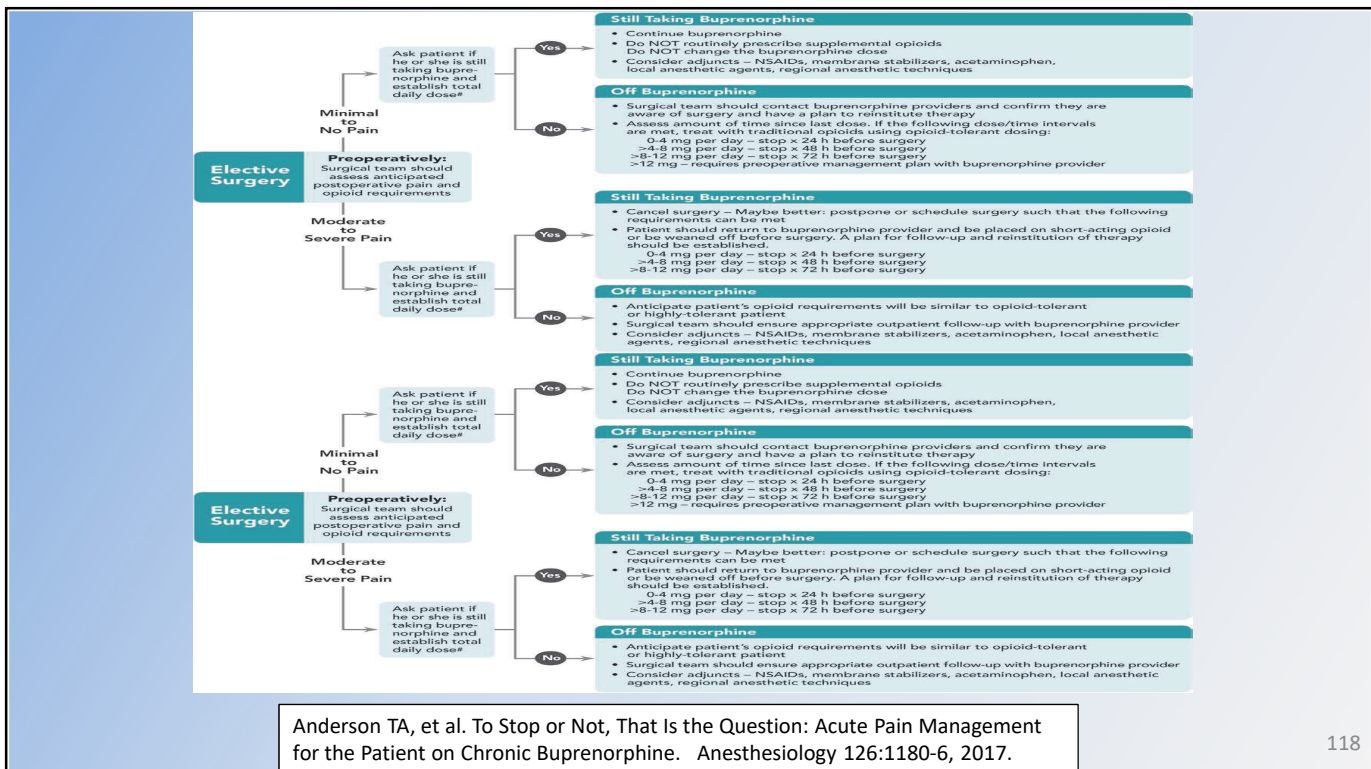 Still Taking Buprenorphine
• Continue buprenorphine
• Do NOT routinely prescribe supplemental opioids
Do NOT change the buprenorphine dose
• Consider adjuncts – NSAIDs, membrane stabilizers, acetaminophen,
local anesthetic agents, regional anesthetic techniques
Ask patient if
he or she is still
taking bupre-
norphine and
establish total
daily dose#
Yes
No
Off Buprenorphine
• Surgical team should contact buprenorphine providers and confirm they are
aware of surgery and have a plan to reinstitute therapy
• Assess amount of time since last dose. If the following dose/time intervals
are met, treat with traditional opioids using opioid-tolerant dosing:
0-4 mg per day – stop x 24 h before surgery
>4-8 mg per day – stop x 48 h before surgery
>8-12 mg per day – stop x 72 h before surgery
>12 mg – requires preoperative management plan with buprenorphine provider
Minimal
to
No Pain
Elective
Surgery
Preoperatively:
Surgical team should
assess anticipated
postoperative pain and
opioid requirements
Moderate
to
Severe Pain
Still Taking Buprenorphine
• Cancel surgery – Maybe better: postpone or schedule surgery such that the following
requirements can be met
• Patient should return to buprenorphine provider and be placed on short-acting opioid
or be weaned off before surgery. A plan for follow-up and reinstitution of therapy
should be established.
0-4 mg per day – stop x 24 h before surgery
>4-8 mg per day – stop x 48 h before surgery
>8-12 mg per day – stop x 72 h before surgery
Ask patient if
he or she is still
taking bupre-
norphine and
establish total
daily dose#
Yes
No
Off Buprenorphine
• Anticipate patient's opioid requirements will be similar to opioid-tolerant
or highly-tolerant patient
• Surgical team should ensure appropriate outpatient follow-up with buprenorphine provider
• Consider adjuncts – NSAIDs, membrane stabilizers, acetaminophen, local anesthetic
agents, regional anesthetic techniques
Still Taking Buprenorphine
• Continue buprenorphine
• Do NOT routinely prescribe supplemental opioids
Do NOT change the buprenorphine dose
• Consider adjuncts – NSAIDs, membrane stabilizers, acetaminophen,
local anesthetic agents, regional anesthetic techniques
Ask patient if
he or she is still
taking bupre-
norphine and
establish total
daily dose#
Yes
No
Off Buprenorphine
• Surgical team should contact buprenorphine providers and confirm they are
aware of surgery and have a plan to reinstitute therapy
• Assess amount of time since last dose. If the following dose/time intervals
are met, treat with traditional opioids using opioid-tolerant dosing:
0-4 mg per day – stop x 24 h before surgery
>4-8 mg per day – stop x 48 h before surgery
>8-12 mg per day – stop x 72 h before surgery
>12 mg – requires preoperative management plan with buprenorphine provider
Minimal
to
No Pain
Elective
Surgery
Preoperatively:
Surgical team should
assess anticipated
postoperative pain and
opioid requirements
Moderate
to
Severe Pain
Still Taking Buprenorphine
• Cancel surgery – Maybe better: postpone or schedule surgery such that the following
requirements can be met
• Patient should return to buprenorphine provider and be placed on short-acting opioid
or be weaned off before surgery. A plan for follow-up and reinstitution of therapy
should be established.
0-4 mg per day – stop x 24 h before surgery
>4-8 mg per day – stop x 48 h before surgery
>8-12 mg per day – stop x 72 h before surgery
Ask patient if
he or she is still
taking bupre-
norphine and
establish total
daily dose#
Yes
No
Off Buprenorphine
• Anticipate patient's opioid requirements will be similar to opioid-tolerant
or highly-tolerant patient
• Surgical team should ensure appropriate outpatient follow-up with buprenorphine provider
• Consider adjuncts – NSAIDs, membrane stabilizers, acetaminophen, local anesthetic
agents, regional anesthetic techniques
Anderson TA, et al. To Stop or Not, That Is the Question: Acute Pain Management
for the Patient on Chronic Buprenorphine. Anesthesiology 126:1180-6, 2017.
118